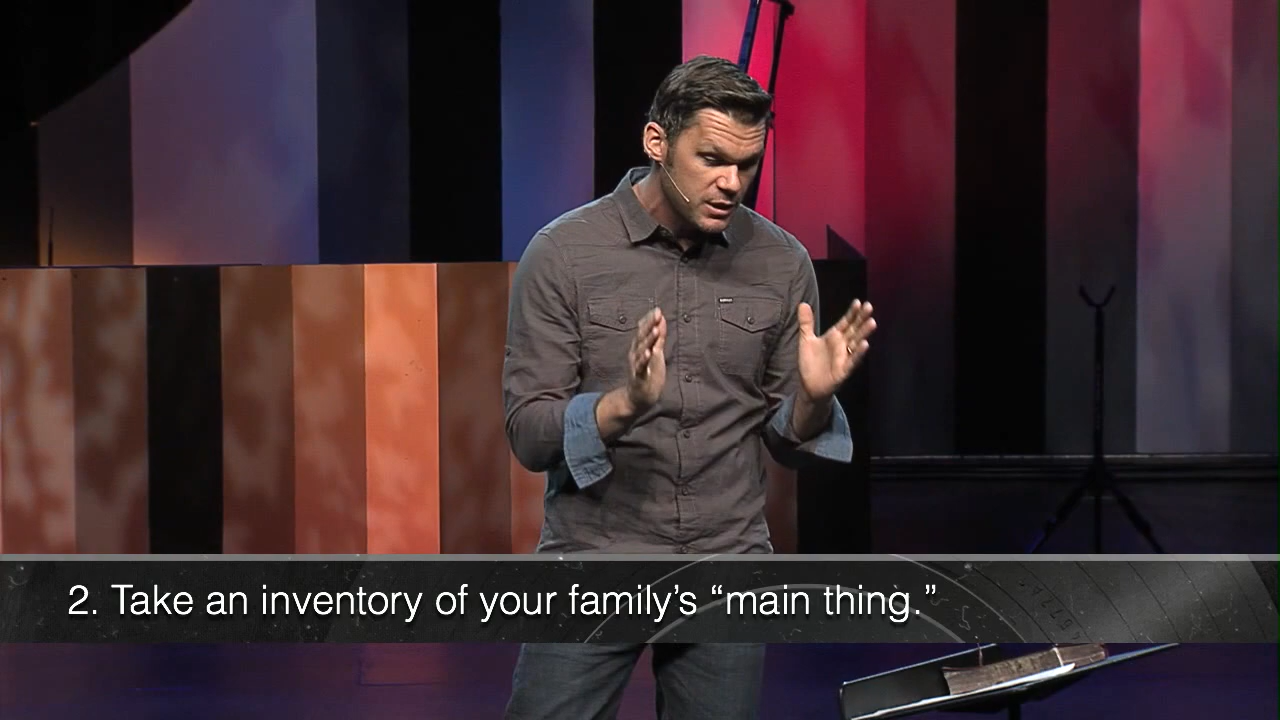 2. Take an inventory of your family's “main thing.”